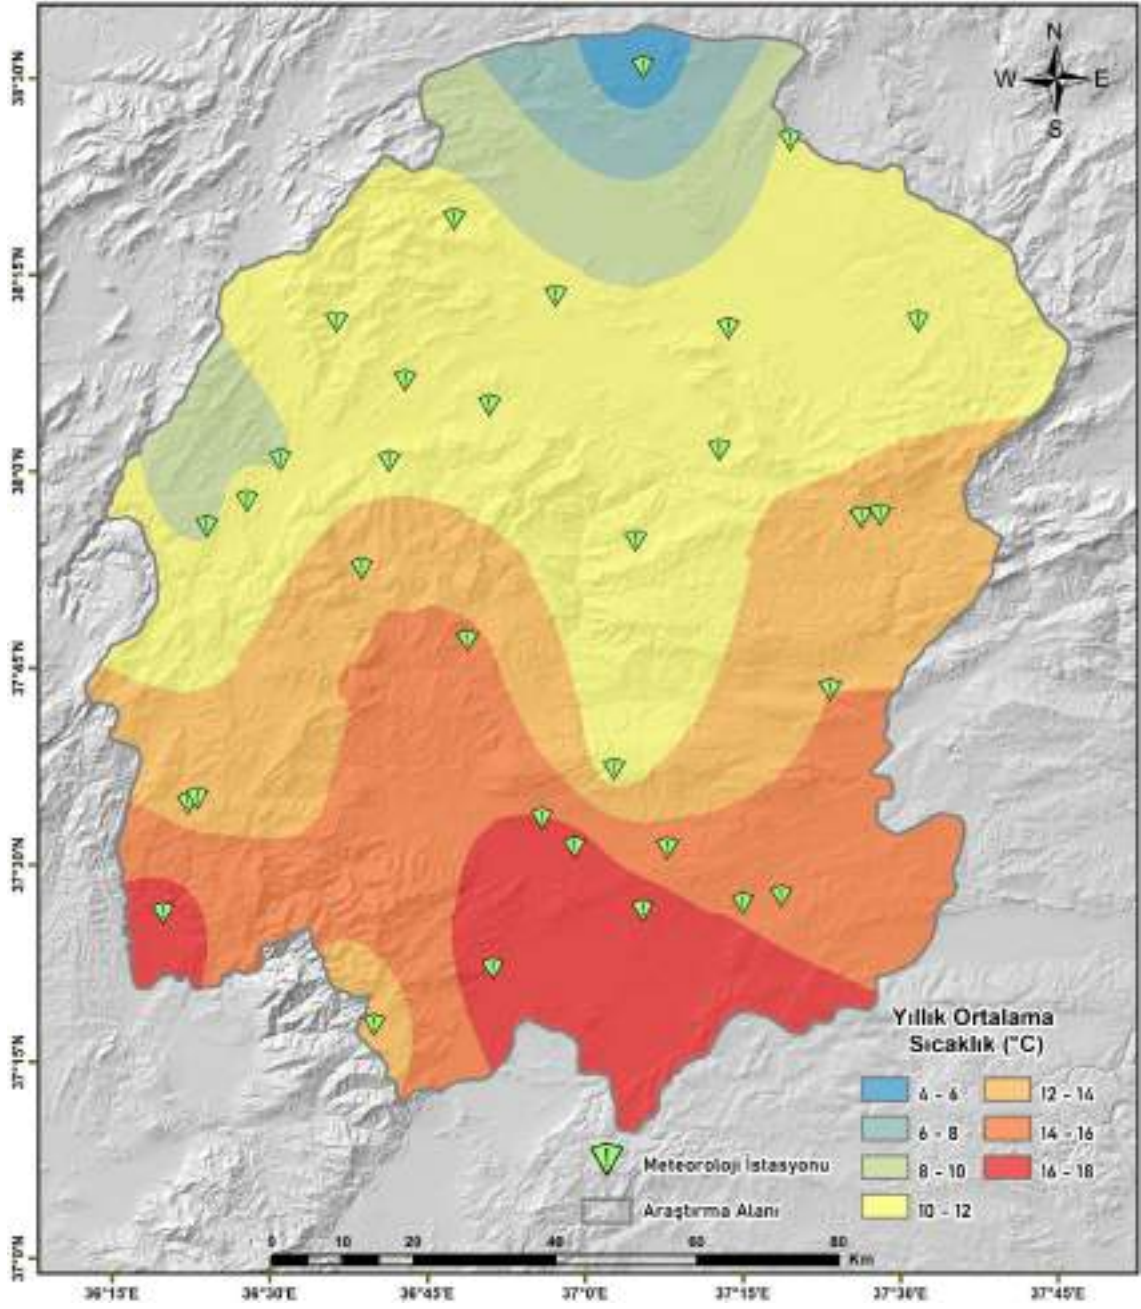 N
W E
S
38°30'N
38°15'N
38°0'N
37°45'N
37°30'N
37°15'N
37°0'N
Yıllık Ortalama
Sıcaklık (°C)
4 - 6
12 - 14
6 - 8
14 - 16
8 - 10
16 - 18
10 - 12
Meteoroloji İstasyonu
Araştırma Alanı
0 10 20 40 60 80
Km
36°15'E 36°30'E 36°45'E 37°0'E 37°15'E 37°30'E 37°45'E